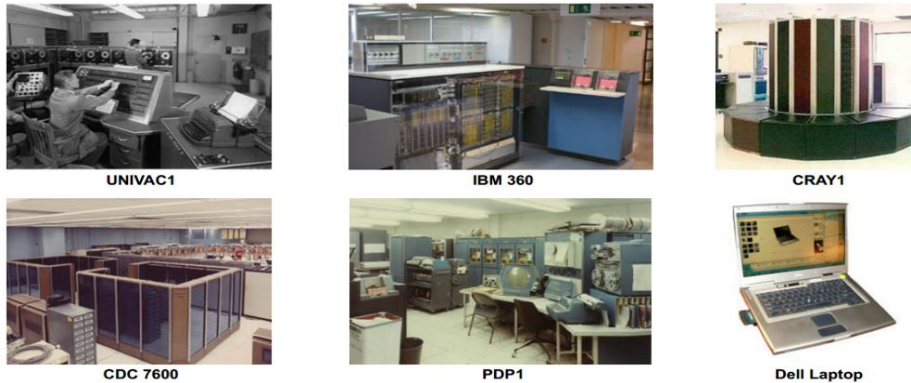 UNIVAC1
IBM 360
CRAY1
CDC 7600
PDP1
Dell Laptop